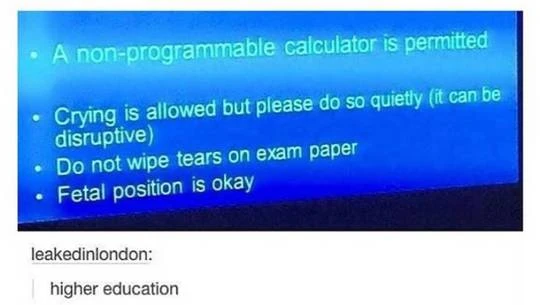 • A non-programmable calculator is permitted
• Crying is allowed but please do so quietly (it can be
disruptive)
• Do not wipe tears on exam paper
• Fetal position is okay
leakedinlondon:
higher education